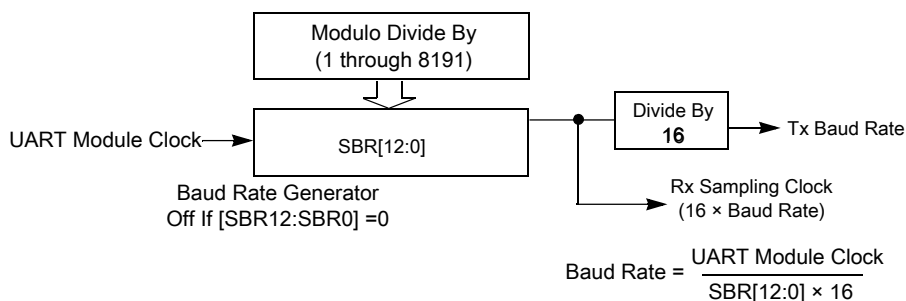 Modulo Divide By
(1 through 8191)
UART Module Clock
SBR[12:0]
Divide By
16
Tx Baud Rate
Baud Rate Generator
Off If [SBR12:SBR0] =0
Rx Sampling Clock
(16 × Baud Rate)
Baud Rate = UART Module Clock
SBR[12:0] × 16